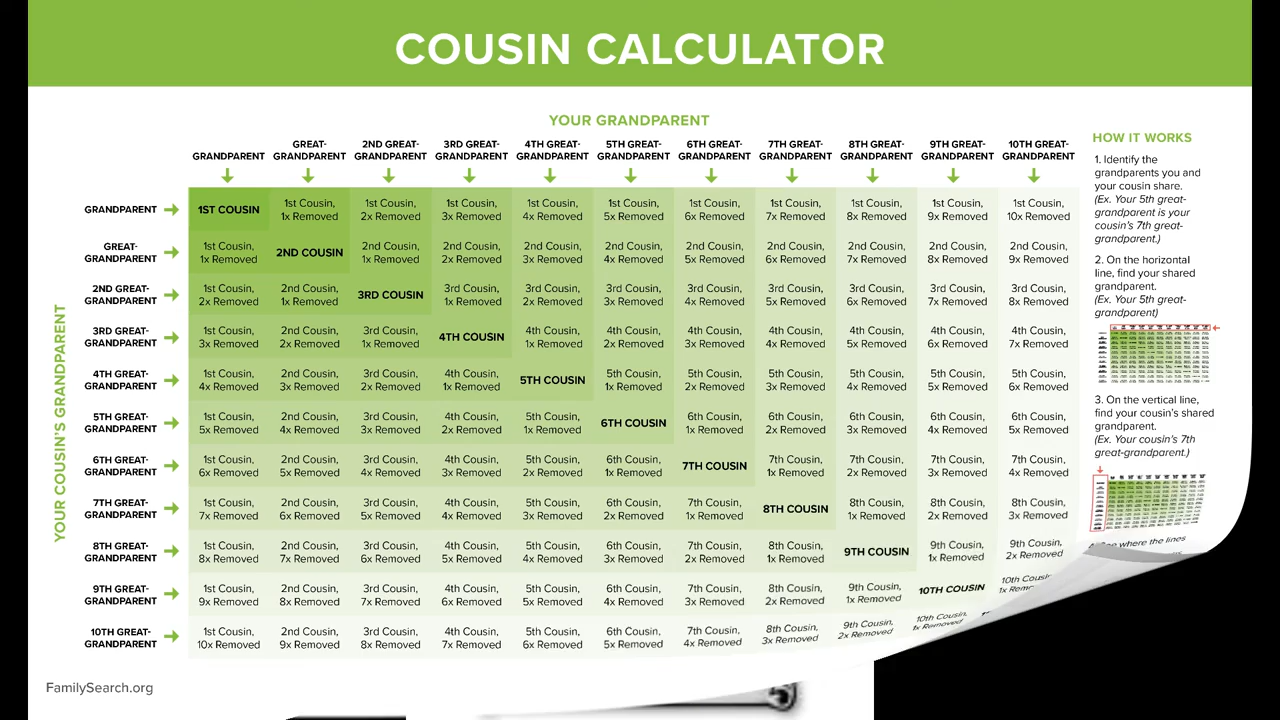 COUSIN CALCULATOR
YOUR GRANDPARENT
GRANDPARENT
GREAT-
GRANDPARENT
2ND GREAT-
GRANDPARENT
3RD GREAT-
GRANDPARENT
4TH GREAT-
GRANDPARENT
5TH GREAT-
GRANDPARENT
6TH GREAT-
GRANDPARENT
7TH GREAT-
GRANDPARENT
8TH GREAT-
GRANDPARENT
9TH GREAT-
GRANDPARENT
10TH GREAT-
GRANDPARENT
YOUR COUSIN'S GRANDPARENT
GRANDPARENT
1ST COUSIN
1st Cousin,
1x Removed
1st Cousin,
2x Removed
1st Cousin,
3x Removed
1st Cousin,
4x Removed
1st Cousin,
5x Removed
1st Cousin,
6x Removed
1st Cousin,
7x Removed
1st Cousin,
8x Removed
1st Cousin,
9x Removed
1st Cousin,
10x Removed
GREAT-
GRANDPARENT
1st Cousin,
1x Removed
2ND COUSIN
2nd Cousin,
1x Removed
2nd Cousin,
2x Removed
2nd Cousin,
3x Removed
2nd Cousin,
4x Removed
2nd Cousin,
5x Removed
2nd Cousin,
6x Removed
2nd Cousin,
7x Removed
2nd Cousin,
8x Removed
2nd Cousin,
9x Removed
2ND GREAT-
GRANDPARENT
1st Cousin,
2x Removed
2nd Cousin,
1x Removed
3RD COUSIN
3rd Cousin,
1x Removed
3rd Cousin,
2x Removed
3rd Cousin,
3x Removed
3rd Cousin,
4x Removed
3rd Cousin,
5x Removed
3rd Cousin,
6x Removed
3rd Cousin,
7x Removed
3rd Cousin,
8x Removed
3RD GREAT-
GRANDPARENT
1st Cousin,
3x Removed
2nd Cousin,
2x Removed
3rd Cousin,
1x Removed
4TH COUSIN
4th Cousin,
1x Removed
4th Cousin,
2x Removed
4th Cousin,
3x Removed
4th Cousin,
4x Removed
4th Cousin,
5x Removed
4th Cousin,
6x Removed
4th Cousin,
7x Removed
4TH GREAT-
GRANDPARENT
1st Cousin,
4x Removed
2nd Cousin,
3x Removed
3rd Cousin,
2x Removed
4th Cousin,
1x Removed
5TH COUSIN
5th Cousin,
1x Removed
5th Cousin,
2x Removed
5th Cousin,
3x Removed
5th Cousin,
4x Removed
5th Cousin,
5x Removed
5th Cousin,
6x Removed
5TH GREAT-
GRANDPARENT
1st Cousin,
5x Removed
2nd Cousin,
4x Removed
3rd Cousin,
3x Removed
4th Cousin,
2x Removed
5th Cousin,
1x Removed
6TH COUSIN
6th Cousin,
1x Removed
6th Cousin,
2x Removed
6th Cousin,
3x Removed
6th Cousin,
4x Removed
6th Cousin,
5x Removed
6TH GREAT-
GRANDPARENT
1st Cousin,
6x Removed
2nd Cousin,
5x Removed
3rd Cousin,
4x Removed
4th Cousin,
3x Removed
5th Cousin,
2x Removed
6th Cousin,
1x Removed
7TH COUSIN
7th Cousin,
1x Removed
7th Cousin,
2x Removed
7th Cousin,
3x Removed
7th Cousin,
4x Removed
7TH GREAT-
GRANDPARENT
1st Cousin,
7x Removed
2nd Cousin,
6x Removed
3rd Cousin,
5x Removed
4th Cousin,
4x Removed
5th Cousin,
3x Removed
6th Cousin,
2x Removed
7th Cousin,
1x Removed
8TH COUSIN
8th Cousin,
1x Removed
8th Cousin,
2x Removed
8th Cousin,
3x Removed
8TH GREAT-
GRANDPARENT
1st Cousin,
8x Removed
2nd Cousin,
7x Removed
3rd Cousin,
6x Removed
4th Cousin,
5x Removed
5th Cousin,
4x Removed
6th Cousin,
3x Removed
7th Cousin,
2x Removed
8th Cousin,
1x Removed
9TH COUSIN
9th Cousin,
1x Removed
9th Cousin,
2x Removed
9TH GREAT-
GRANDPARENT
1st Cousin,
9x Removed
2nd Cousin,
8x Removed
3rd Cousin,
7x Removed
4th Cousin,
6x Removed
5th Cousin,
5x Removed
6th Cousin,
4x Removed
7th Cousin,
3x Removed
8th Cousin,
2x Removed
9th Cousin,
1x Removed
10TH COUSIN
10th Cousin,
10TH GREAT-
GRANDPARENT
1st Cousin,
10x Removed
2nd Cousin,
9x Removed
3rd Cousin,
8x Removed
4th Cousin,
7x Removed
5th Cousin,
6x Removed
6th Cousin,
5x Removed
7th Cousin,
4x Removed
8th Cousin,
3x Removed
9th Cousin,
2x Removed
10th Cousin,
1x Removed
HOW IT WORKS
1. Identify the
grandparents you and
your cousin share.
(Ex. Your 5th great-
grandparent is your
cousin's 7th great-
grandparent.)
2. On the horizontal
line, find your shared
grandparent.
(Ex. Your 5th great-
grandparent)
3. On the vertical line,
find your cousin's shared
grandparent.
(Ex. Your cousin's 7th
great-grandparent.)
where the lines
FamilySearch.org